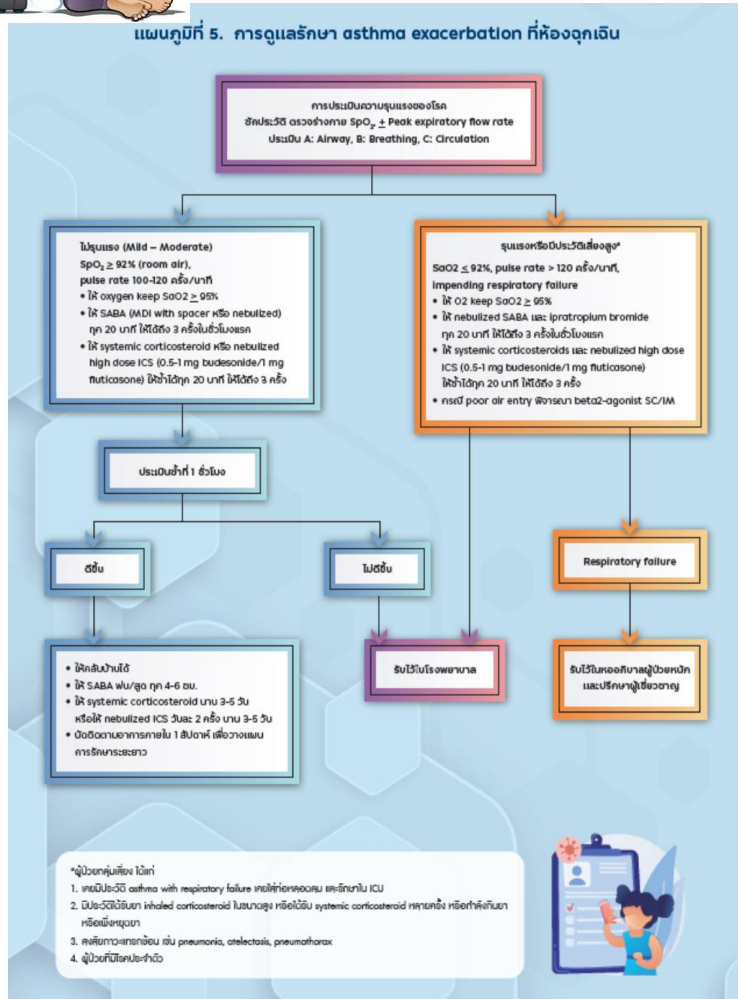 แผนภูมิที่ 5. การดูแลรักษา asthma exacerbation ที่ห้องฉุกเฉิน
การประเมินความรุนแรงของโรค
ซักประวัติ ตรวจร่างกาย SpO₂, ± Peak expiratory flow rate
ประเมิน A: Airway, B: Breathing, C: Circulation
ไม่รุนแรง (Mild – Moderate)
SpO₂ ≥ 92% (room air),
pulse rate 100-120 ครั้ง/นาที
• ให้ oxygen keep SaO2 ≥ 95%
• ให้ SABA (MDI with spacer หรือ nebulized)
ทุก 20 นาที ให้ได้ถึง 3 ครั้งในชั่วโมงแรก
• ให้ systemic corticosteroid หรือ nebulized
high dose ICS (0.5-1 mg budesonide/1 mg
fluticasone) ให้ซ้ำได้ทุก 20 นาที ให้ได้ถึง 3 ครั้ง
รุนแรงหรือมีประวัติเสี่ยงสูง*
SaO2 ≤ 92%, pulse rate > 120 ครั้ง/นาที,
impending respiratory failure
• ให้ O2 keep SaO2 ≥ 95%
• ให้ nebulized SABA และ ipratropium bromide
ทุก 20 นาที ให้ได้ถึง 3 ครั้งในชั่วโมงแรก
• ให้ systemic corticosteroids และ nebulized high dose
ICS (0.5-1 mg budesonide/1 mg fluticasone)
ให้ซ้ำได้ทุก 20 นาที ให้ได้ถึง 3 ครั้ง
• กรณี poor air entry พิจารณา beta2-agonist SC/IM
ประเมินซ้ำที่ 1 ชั่วโมง
ดีขึ้น
ไม่ดีขึ้น
Respiratory failure
• ให้กลับบ้านได้
• ให้ SABA พ่น/สูด ทุก 4-6 ชม.
• ให้ systemic corticosteroid นาน 3-5 วัน
หรือให้ nebulized ICS วันละ 2 ครั้ง นาน 3-5 วัน
• นัดติดตามอาการภายใน 1 สัปดาห์ เพื่อวางแผน
การรักษาระยะยาว
รับไว้ในโรงพยาบาล
รับไว้ในหออภิบาลผู้ป่วยหนัก
และปรึกษาผู้เชี่ยวชาญ
*ผู้ป่วยกลุ่มเสี่ยง ได้แก่
1. เคยมีประวัติ asthma with respiratory failure เคยใส่ท่อหลอดลม และรักษาใน ICU
2. มีประวัติได้รับยา inhaled corticosteroid ในขนาดสูง หรือได้รับ systemic corticosteroid หลายครั้ง หรือกำลังกินยา
หรือเพิ่งหยุดยา
3. สงสัยภาวะแทรกซ้อน เช่น pneumonia, atelectasis, pneumothorax
4. ผู้ป่วยที่มีโรคประจำตัว